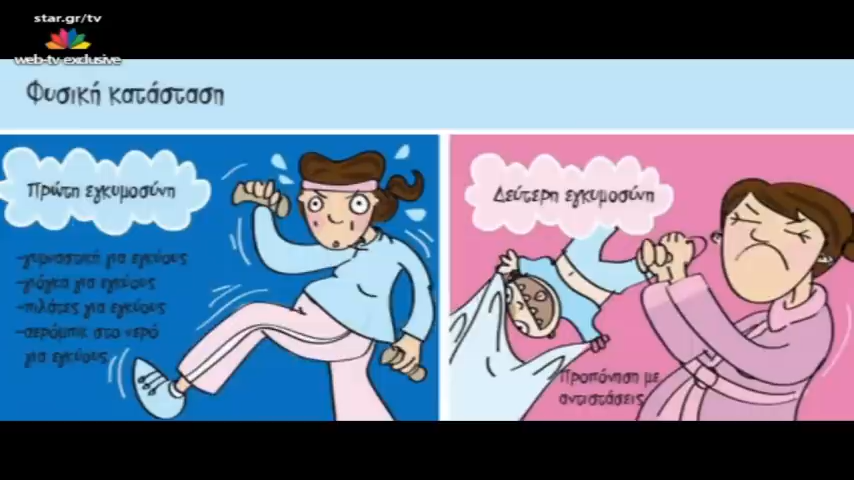 star.gr/tv
web-tv exclusive
Φυσική κατάσταση
Πρώτη εγκυμοσύνη
-γυμναστική για εγκύους
-γιόγκα για εγκύους
-πιλάτες για εγκύους
-αερόμπικ στο νερό
για εγκύους
Δεύτερη εγκυμοσύνη
Προπόνηση με
αντιστάσεις